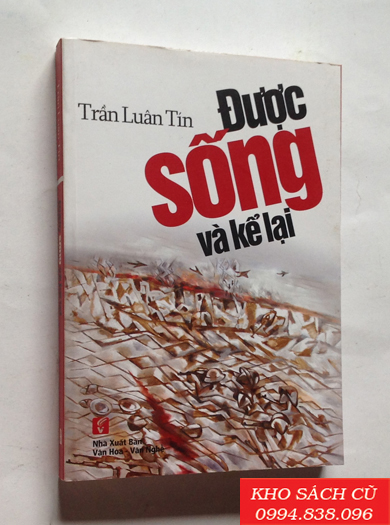 Trần Luân Tín
Được
sống
và kể lại
Nhà Xuất Bản
Văn Hóa - Văn Nghệ
KHO SÁCH CŨ
0994.838.096